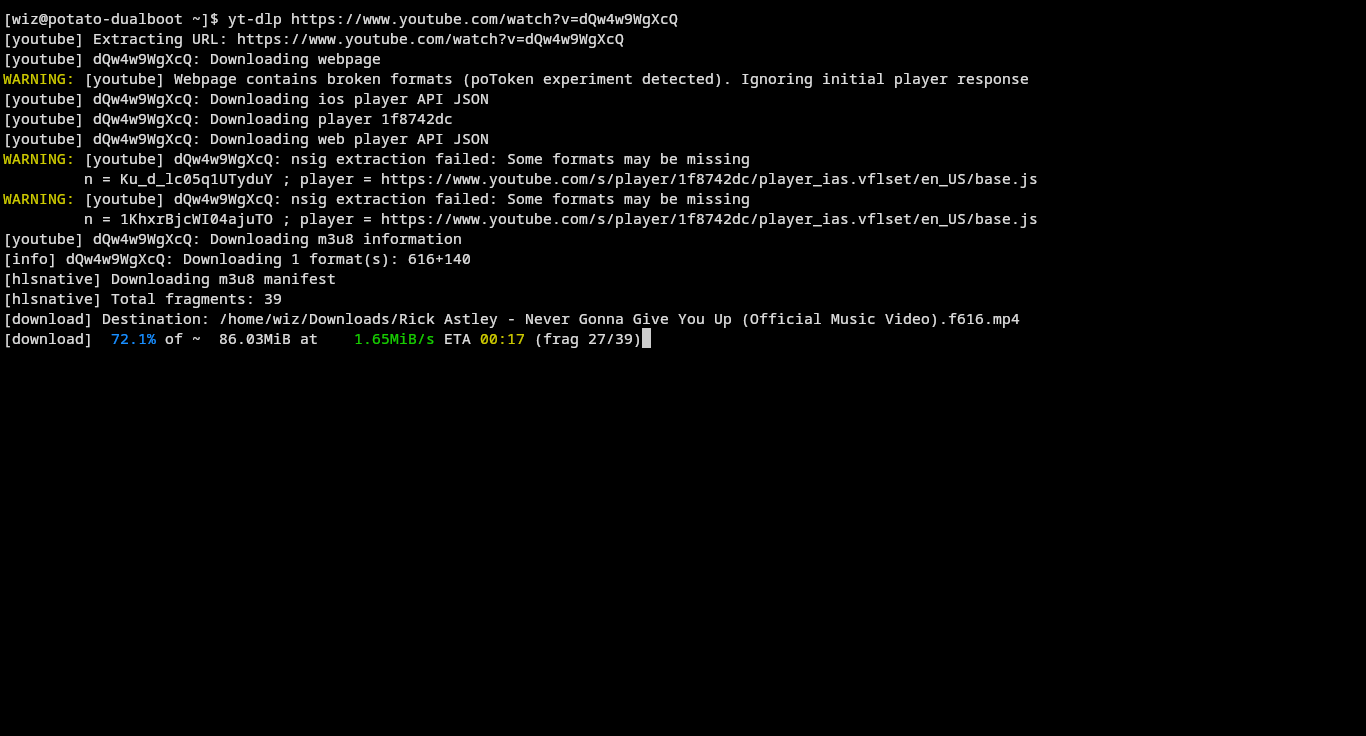 [wiz@potato-dualboot ~]$ yt-dlp https://www.youtube.com/watch?v=dQw4w9WgXcQ
[youtube] Extracting URL: https://www.youtube.com/watch?v=dQw4w9WgXcQ
[youtube] dQw4w9WgXcQ: Downloading webpage
WARNING: [youtube] Webpage contains broken formats (poToken experiment detected). Ignoring initial player response
[youtube] dQw4w9WgXcQ: Downloading ios player API JSON
[youtube] dQw4w9WgXcQ: Downloading player 1f8742dc
[youtube] dQw4w9WgXcQ: Downloading web player API JSON
WARNING: [youtube] dQw4w9WgXcQ: nsig extraction failed: Some formats may be missing
         n = Ku_d_lc05q1UTyduY ; player = https://www.youtube.com/s/player/1f8742dc/player_ias.vflset/en_US/base.js
WARNING: [youtube] dQw4w9WgXcQ: nsig extraction failed: Some formats may be missing
         n = 1KhxrBjcWI04ajuTO ; player = https://www.youtube.com/s/player/1f8742dc/player_ias.vflset/en_US/base.js
[youtube] dQw4w9WgXcQ: Downloading m3u8 information
[info] dQw4w9WgXcQ: Downloading 1 format(s): 616+140
[hlsnative] Downloading m3u8 manifest
[hlsnative] Total fragments: 39
[download] Destination: /home/wiz/Downloads/Rick Astley - Never Gonna Give You Up (Official Music Video).f616.mp4
[download]  72.1% of ~  86.03MiB at    1.65MiB/s ETA 00:17 (frag 27/39)